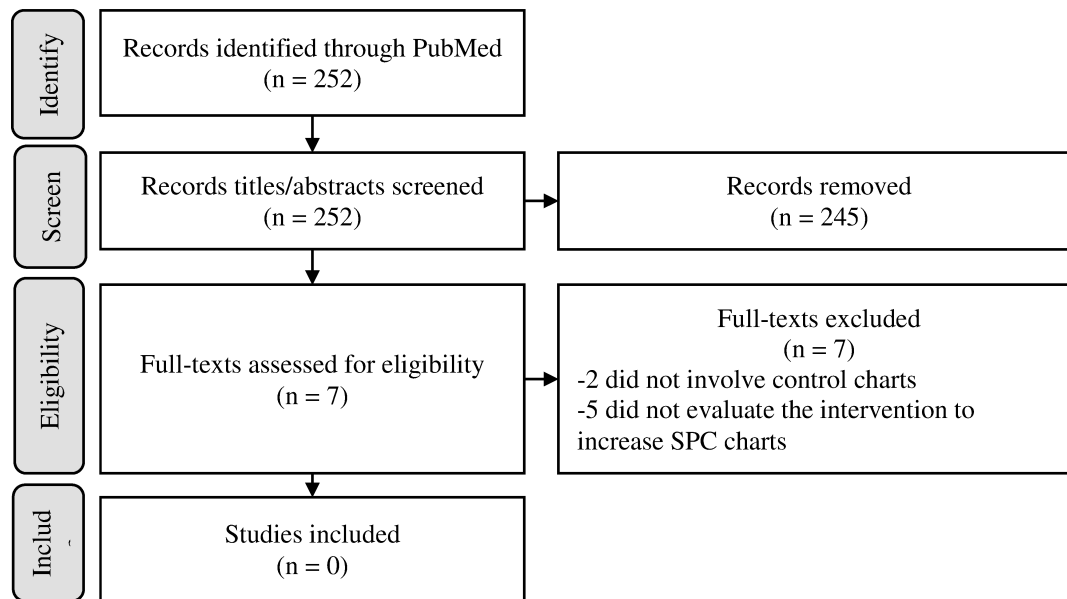 Identify
Records identified through PubMed
(n = 252)
Screen
Records titles/abstracts screened
(n = 252)
Records removed
(n = 245)
Eligibility
Full-texts assessed for eligibility
(n = 7)
Full-texts excluded
(n = 7)
-2 did not involve control charts
-5 did not evaluate the intervention to
increase SPC charts
Includ
Studies included
(n = 0)